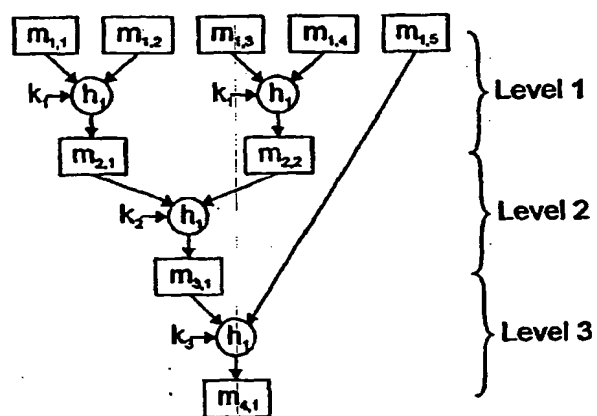 m1,1 m1,2 m1,3 m1,4 m1,5
k1 h1 k1 h1 Level 1
m2,1 m2,2
k2 h1 Level 2
m3,1
k3 h1 Level 3
m4,1